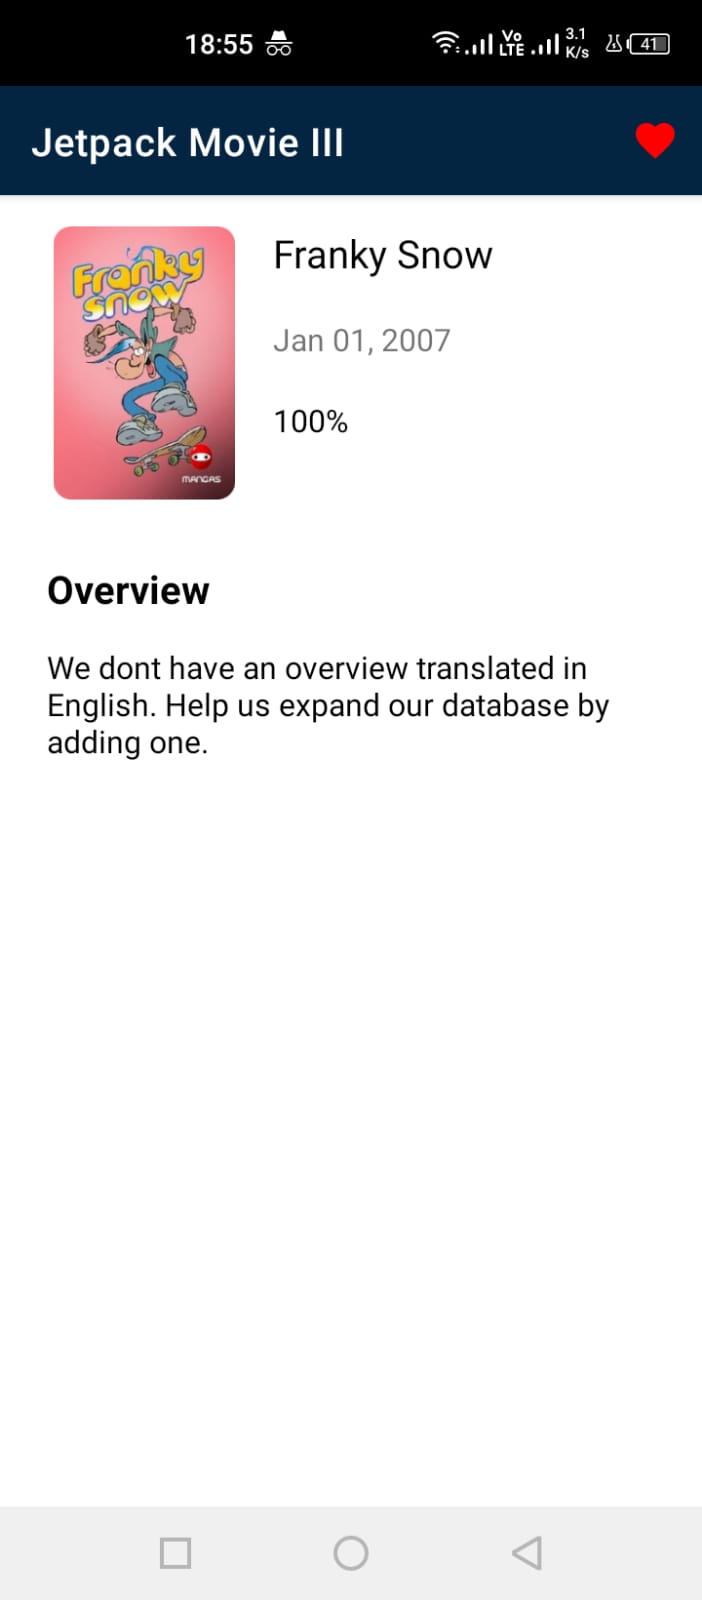 18:55
Vo
LTE
3.1
K/s
41
Jetpack Movie III
Franky
snow
MANGAS
Franky Snow
Jan 01, 2007
100%
Overview
We dont have an overview translated in
English. Help us expand our database by
adding one.